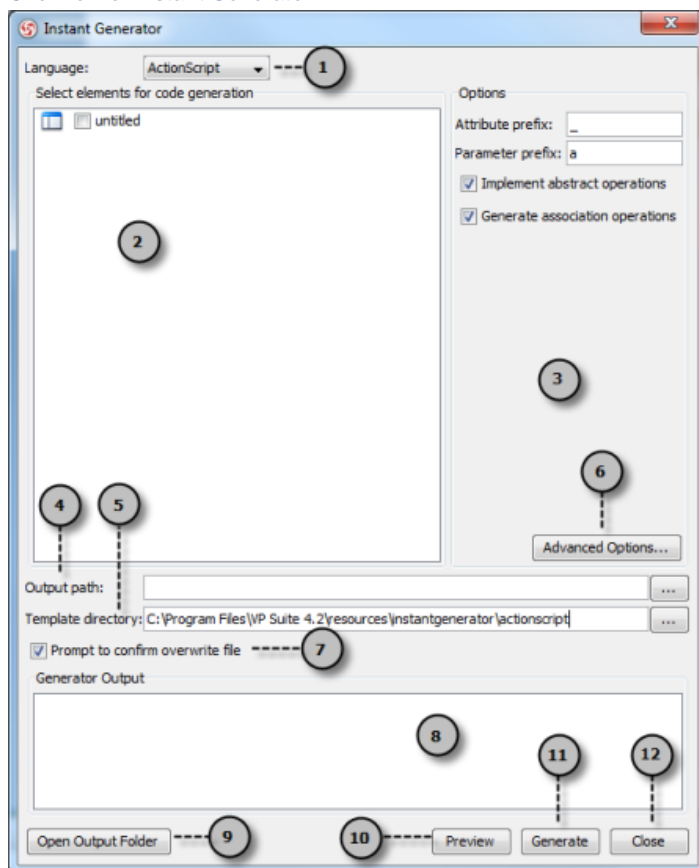 Instant Generator
Language: ActionScript 1
Select elements for code generation
Options
untitled
Attribute prefix: _
Parameter prefix: a
Implement abstract operations
Generate association operations
2
3
6
4 5
Advanced Options...
Output path: ...
Template directory: C:\Program Files\VP Suite 4.2\resources\instantgenerator\actionscript ...
Prompt to confirm overwrite file 7
Generator Output
8
11 12
Open Output Folder 9 10 Preview Generate Close